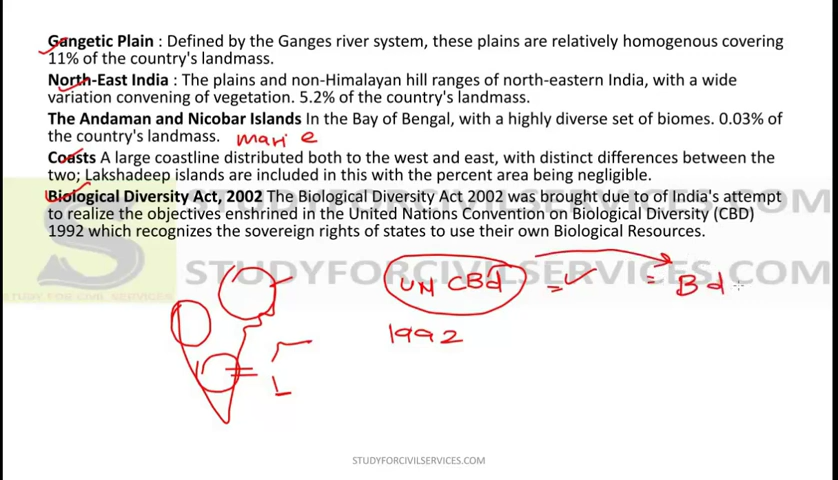 Gangetic Plain : Defined by the Ganges river system, these plains are relatively homogenous covering
11% of the country's landmass.
North-East India : The plains and non-Himalayan hill ranges of north-eastern India, with a wide
variation convening of vegetation. 5.2% of the country's landmass.
The Andaman and Nicobar Islands In the Bay of Bengal, with a highly diverse set of biomes. 0.03% of
the country's landmass. mari e
Coasts A large coastline distributed both to the west and east, with distinct differences between the
two; Lakshadeep islands are included in this with the percent area being negligible.
Biological Diversity Act, 2002 The Biological Diversity Act 2002 was brought due to of India's attempt
to realize the objectives enshrined in the United Nations Convention on Biological Diversity (CBD)
1992 which recognizes the sovereign rights of states to use their own Biological Resources.
STUDYFORCIVILSERVICES.COM
UN CBd = Bd
STUDY FOR CIVIL SERVICES
1992
STUDYFORCIVILSERVICES.COM